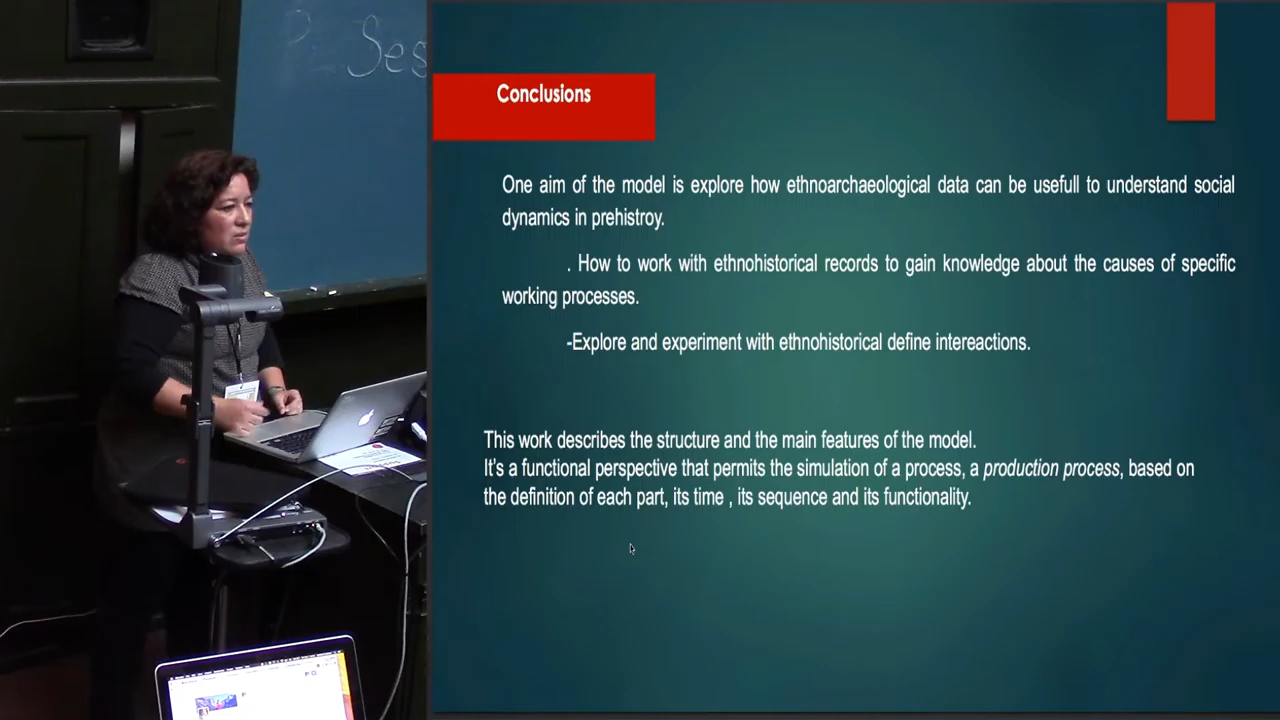 Ses
Conclusions
One aim of the model is explore how ethnoarchaeological data can be usefull to understand social
dynamics in prehistroy.
. How to work with ethnohistorical records to gain knowledge about the causes of specific
working processes.
-Explore and experiment with ethnohistorical define intereactions.
This work describes the structure and the main features of the model.
It's a functional perspective that permits the simulation of a process, a production process, based on
the definition of each part, its time , its sequence and its functionality.